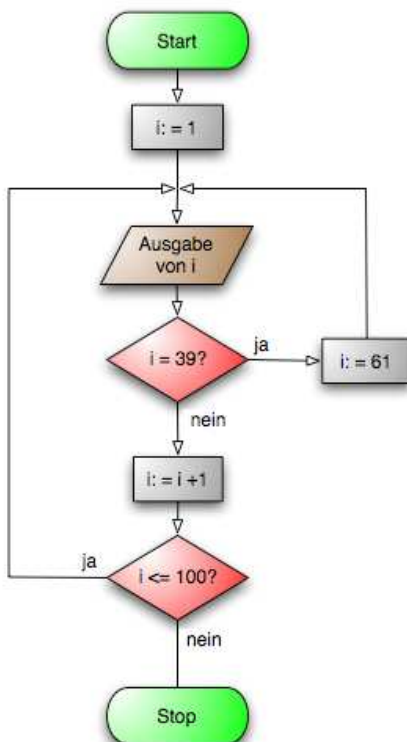 Start
i: = 1
Ausgabe
von i
i = 39?
ja
i: = 61
nein
i: = i +1
ja
i <= 100?
nein
Stop